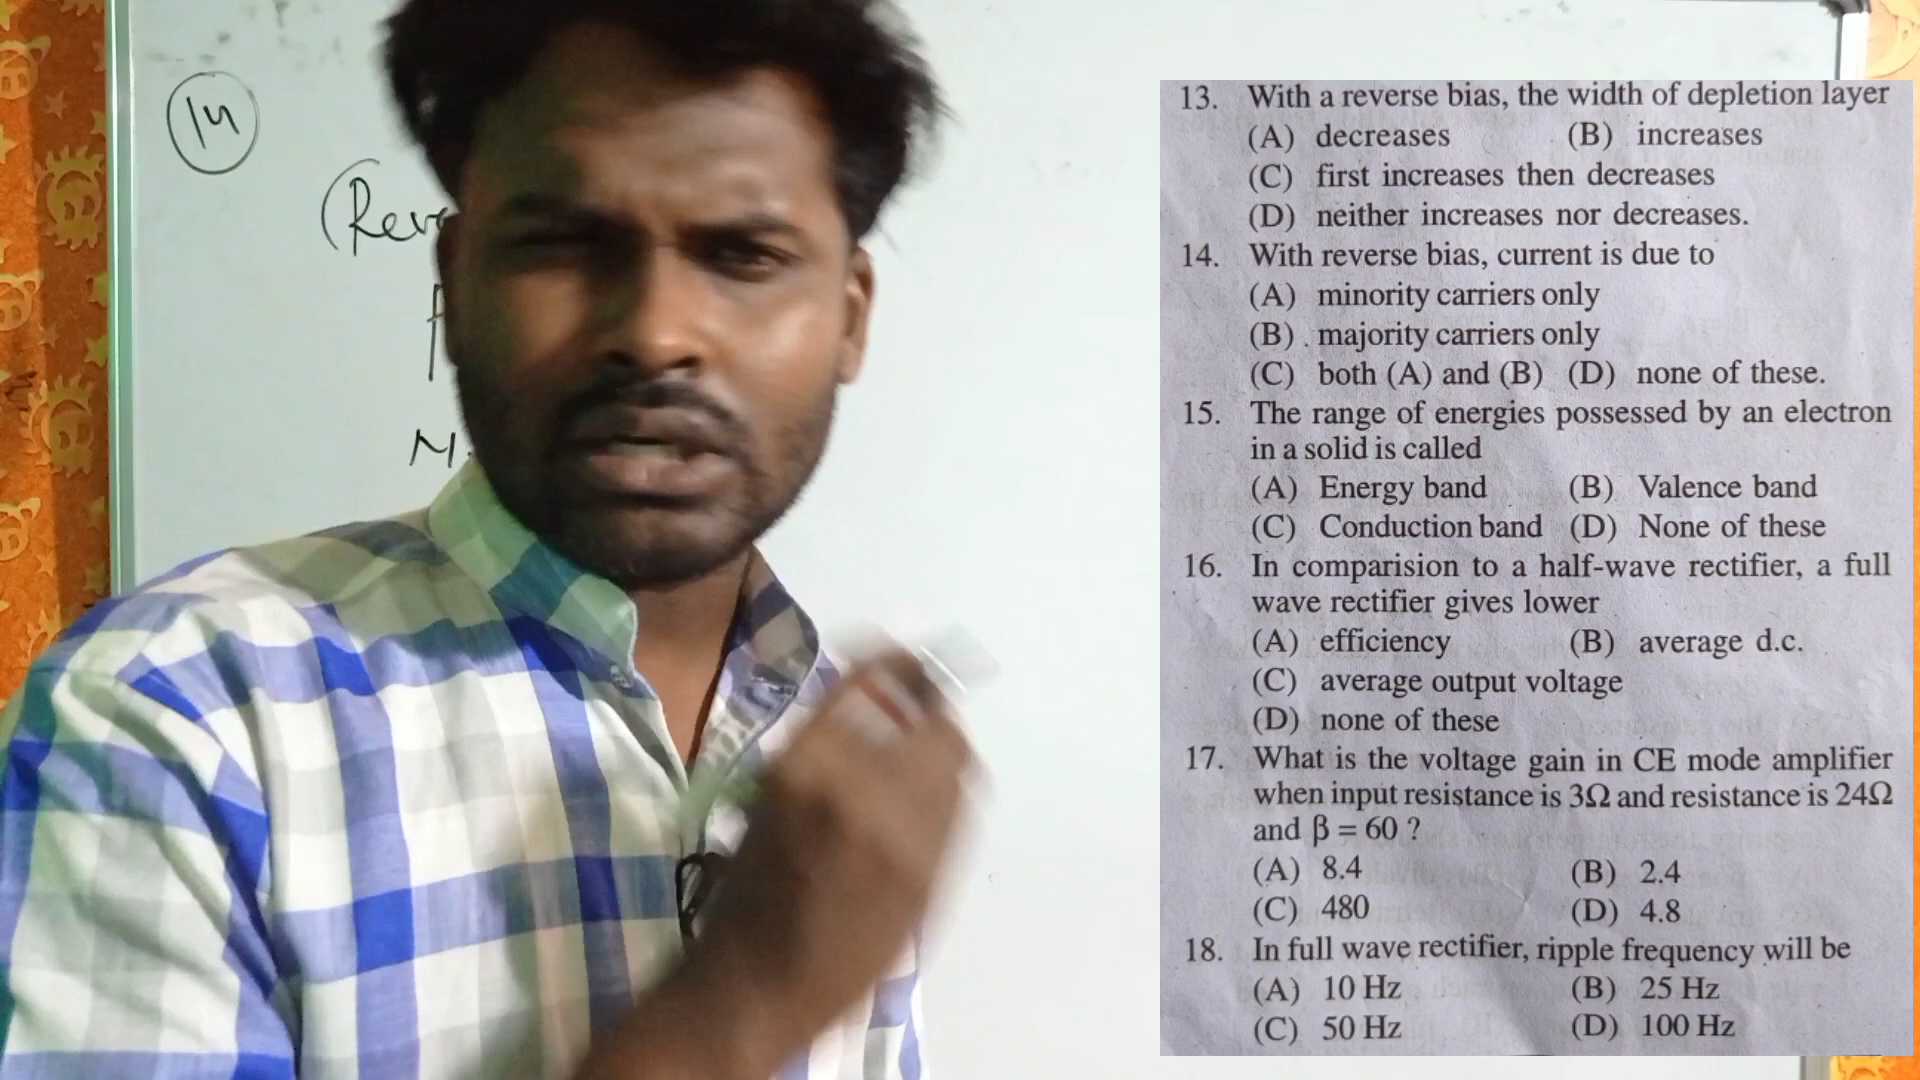 14
13. With a reverse bias, the width of depletion layer
(A) decreases (B) increases
(C) first increases then decreases
(D) neither increases nor decreases.
14. With reverse bias, current is due to
(A) minority carriers only
(B) majority carriers only
(C) both (A) and (B) (D) none of these.
15. The range of energies possessed by an electron
in a solid is called
(A) Energy band (B) Valence band
(C) Conduction band (D) None of these
16. In comparision to a half-wave rectifier, a full
wave rectifier gives lower
(A) efficiency (B) average d.c.
(C) average output voltage
(D) none of these
17. What is the voltage gain in CE mode amplifier
when input resistance is 3Ω and resistance is 24Ω
and β = 60 ?
(A) 8.4 (B) 2.4
(C) 480 (D) 4.8
18. In full wave rectifier, ripple frequency will be
(A) 10 Hz (B) 25 Hz
(C) 50 Hz (D) 100 Hz